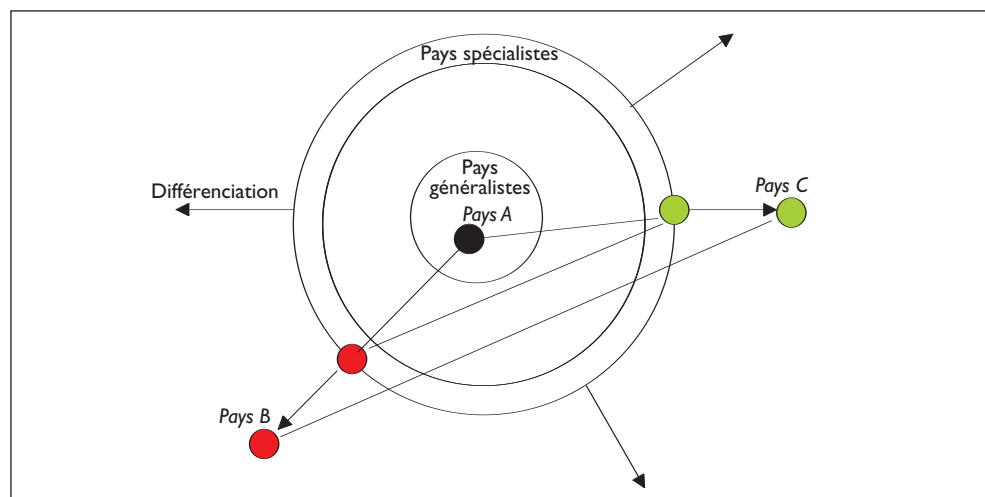 Pays spécialistes
Pays
généralistes
Pays A
Différenciation
Pays C
Pays B